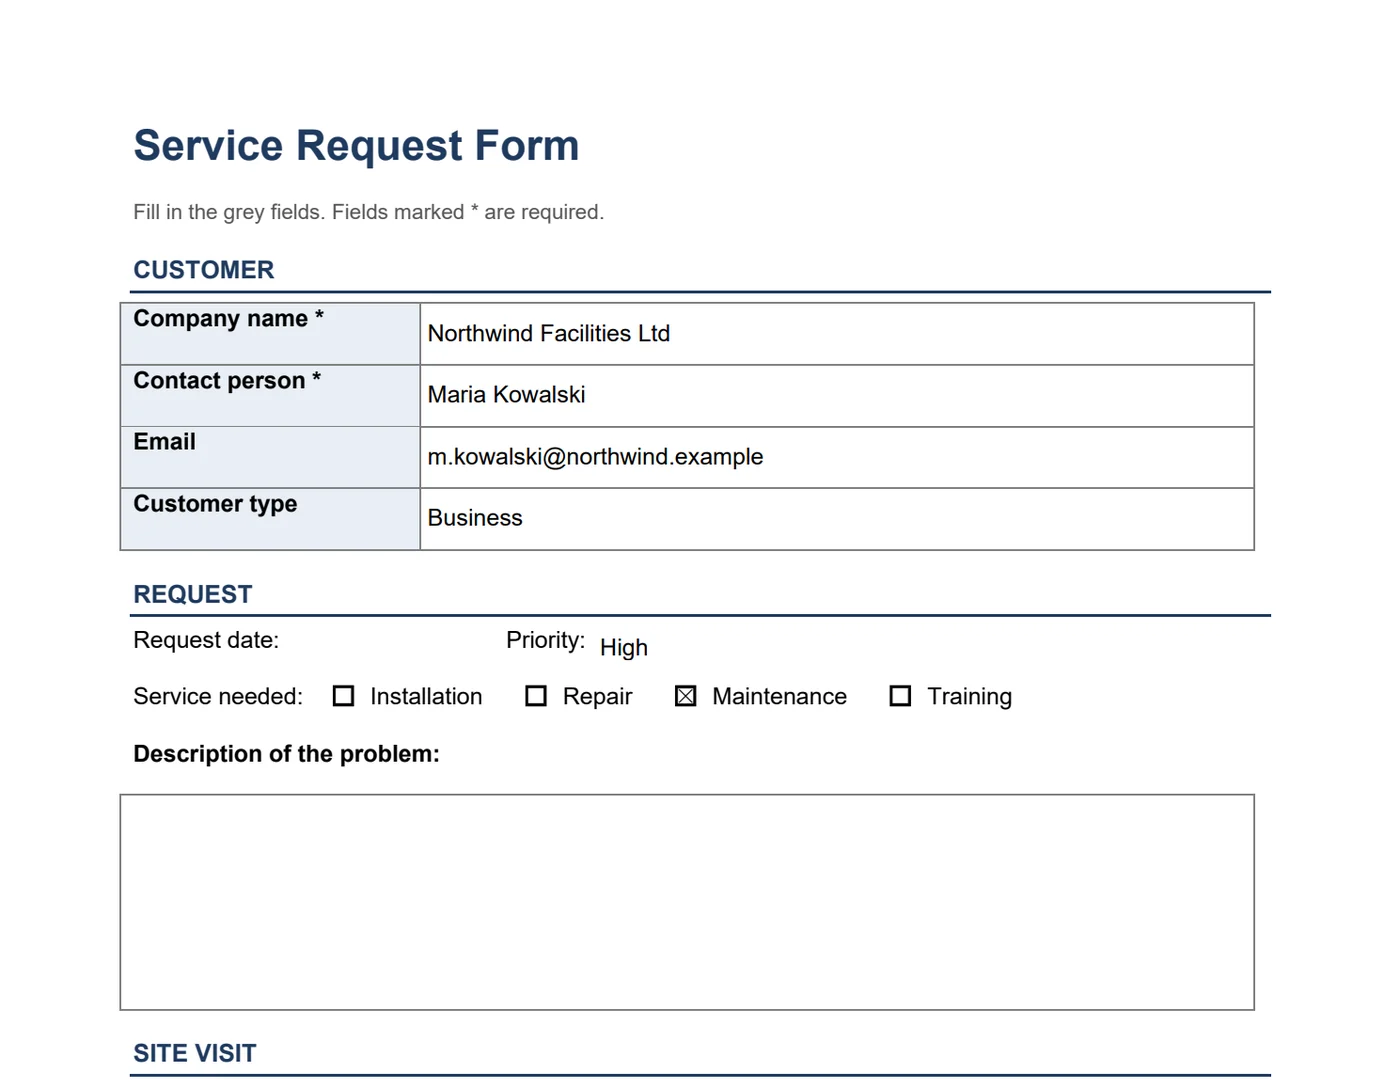 Service Request Form
Fill in the grey fields. Fields marked * are required.
CUSTOMER
Company name * Northwind Facilities Ltd
Contact person * Maria Kowalski
Email m.kowalski@northwind.example
Customer type Business
REQUEST
Request date: Priority: High
Service needed: ☐ Installation ☐ Repair ☒ Maintenance ☐ Training
Description of the problem:
SITE VISIT